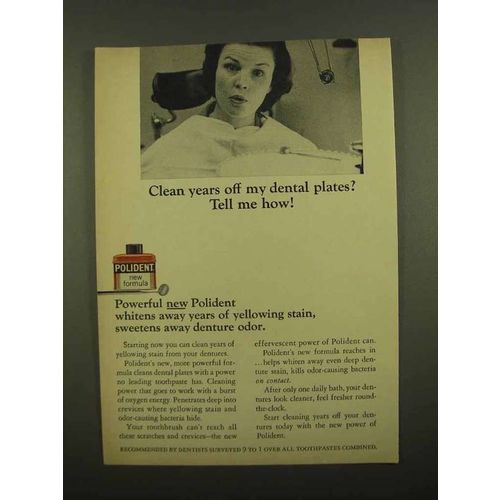 Clean years off my dental plates?
Tell me how!
POLIDENT
new
formula
Powerful new Polident
whitens away years of yellowing stain,
sweetens away denture odor.
Starting now you can clean years of
yellowing stain from your dentures.
Polident's new, more powerful for-
mula cleans dental plates with a power
no leading toothpaste has. Cleaning
power that goes to work with a burst
of oxygen energy. Penetrates deep into
crevices where yellowing stain and
odor-causing bacteria hide.
Your toothbrush can't reach all
these scratches and crevices—the new
effervescent power of Polident can.
Polident's new formula reaches in
...helps whiten away even deep den-
ture stain, kills odor-causing bacteria
on contact.
After only one daily bath, your den-
tures look cleaner, feel fresher round-
the-clock.
Start cleaning years off your den-
tures today with the new power of
Polident.
RECOMMENDED BY DENTISTS SURVEYED 9 TO 1 OVER ALL TOOTHPASTES COMBINED.